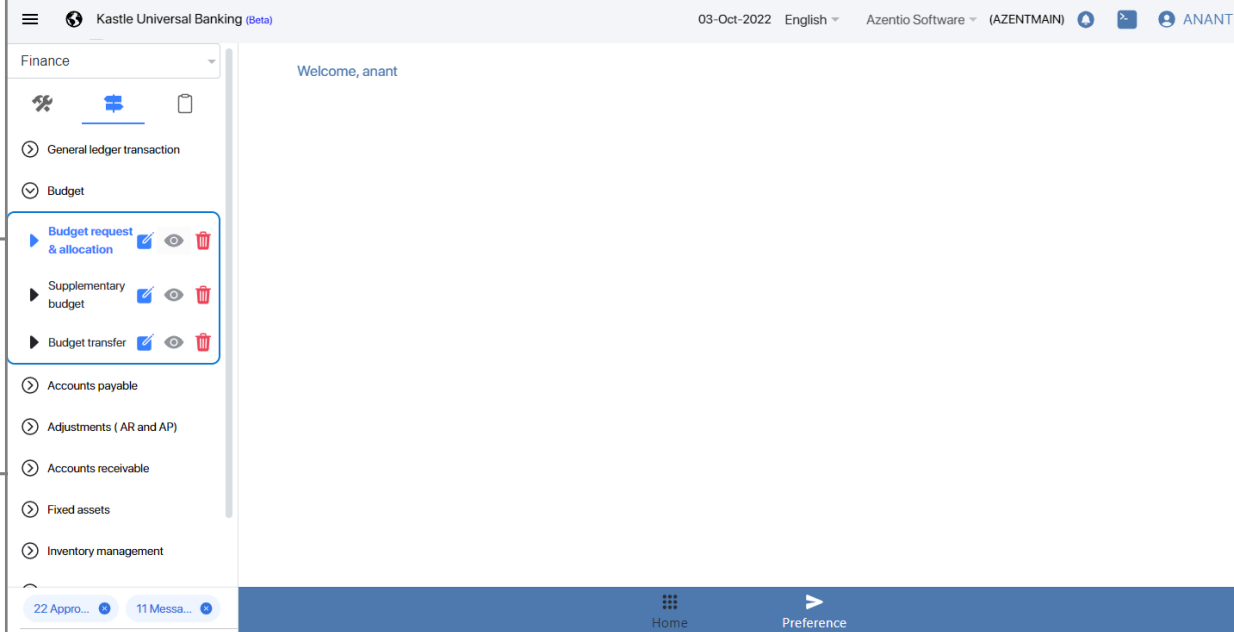 Kastle Universal Banking (Beta)
03-Oct-2022 English Azentio Software (AZENTMAIN) ANANT
Finance
Welcome, anant
General ledger transaction
Budget
Budget request
& allocation
Supplementary
budget
Budget transfer
Accounts payable
Adjustments ( AR and AP)
Accounts receivable
Fixed assets
Inventory management
22 Appro... 11 Messa...
Home
Preference